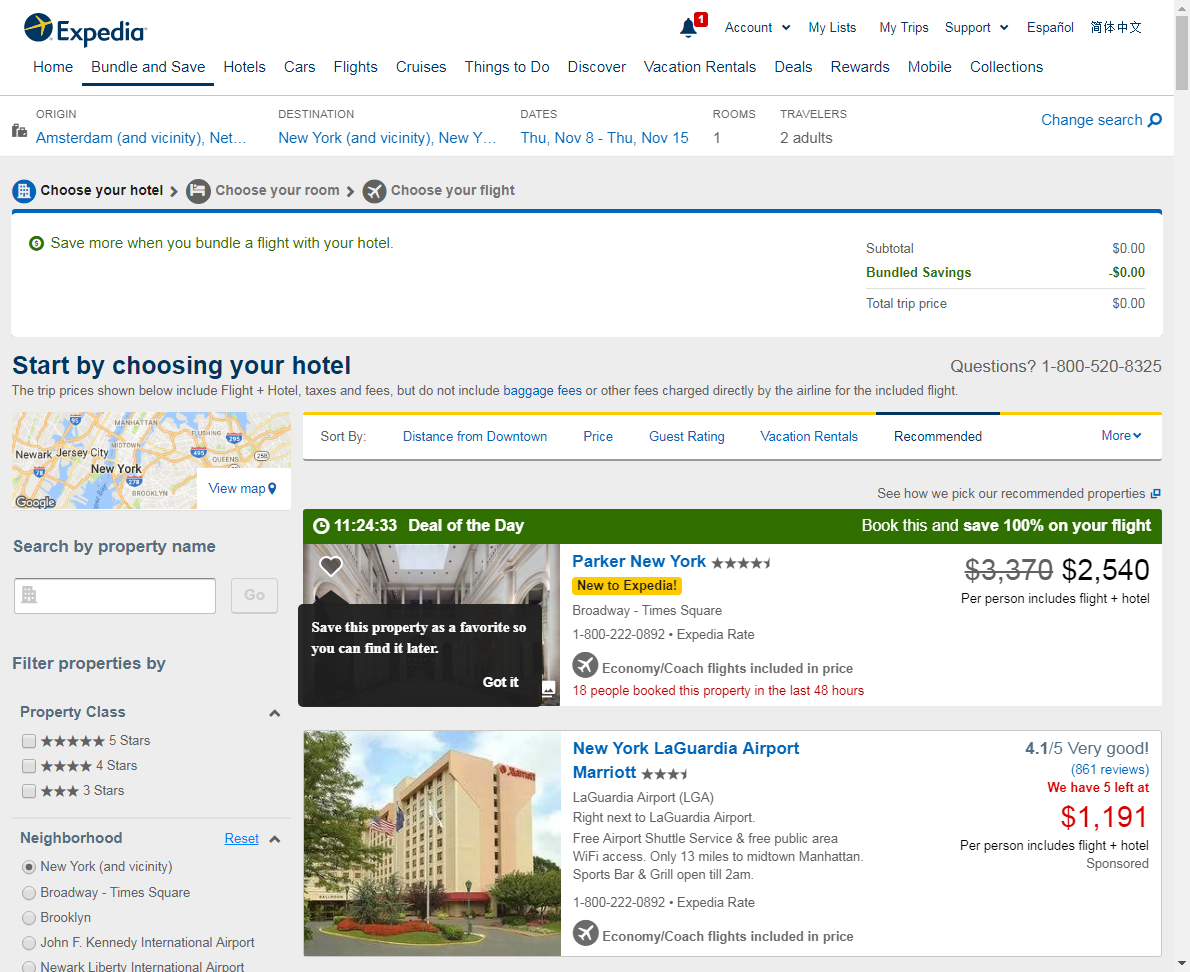 Expedia
1
Account
My Lists
My Trips
Support
Español
简体中文
Home
Bundle and Save
Hotels
Cars
Flights
Cruises
Things to Do
Discover
Vacation Rentals
Deals
Rewards
Mobile
Collections
ORIGIN
Amsterdam (and vicinity), Net…
DESTINATION
New York (and vicinity), New Y…
DATES
Thu, Nov 8 - Thu, Nov 15
ROOMS
1
TRAVELERS
2 adults
Change search
Choose your hotel
Choose your room
Choose your flight
Save more when you bundle a flight with your hotel.
Subtotal $0.00
Bundled Savings -$0.00
Total trip price $0.00
Start by choosing your hotel
Questions? 1-800-520-8325
The trip prices shown below include Flight + Hotel, taxes and fees, but do not include baggage fees or other fees charged directly by the airline for the included flight.
MANHATTAN
95
FLUSHING
295
MIDTOWN
495
QUEENS
258
Newark
Jersey City
New York
78
278
BROOKLYN
Google
View map
Sort By:
Distance from Downtown
Price
Guest Rating
Vacation Rentals
Recommended
More
See how we pick our recommended properties
Search by property name
Go
Filter properties by
Property Class
5 Stars
4 Stars
3 Stars
Neighborhood
Reset
New York (and vicinity)
Broadway - Times Square
Brooklyn
John F. Kennedy International Airport
Newark Liberty International Airport
11:24:33 Deal of the Day
Book this and save 100% on your flight
Save this property as a favorite so
you can find it later.
Got it
Parker New York
New to Expedia!
Broadway - Times Square
1-800-222-0892 • Expedia Rate
Economy/Coach flights included in price
18 people booked this property in the last 48 hours
$3,370 $2,540
Per person includes flight + hotel
Marriott
New York LaGuardia Airport
Marriott
LaGuardia Airport (LGA)
Right next to LaGuardia Airport.
Free Airport Shuttle Service & free public area
WiFi access. Only 13 miles to midtown Manhattan.
Sports Bar & Grill open till 2am.
1-800-222-0892 • Expedia Rate
Economy/Coach flights included in price
4.1/5 Very good!
(861 reviews)
We have 5 left at
$1,191
Per person includes flight + hotel
Sponsored